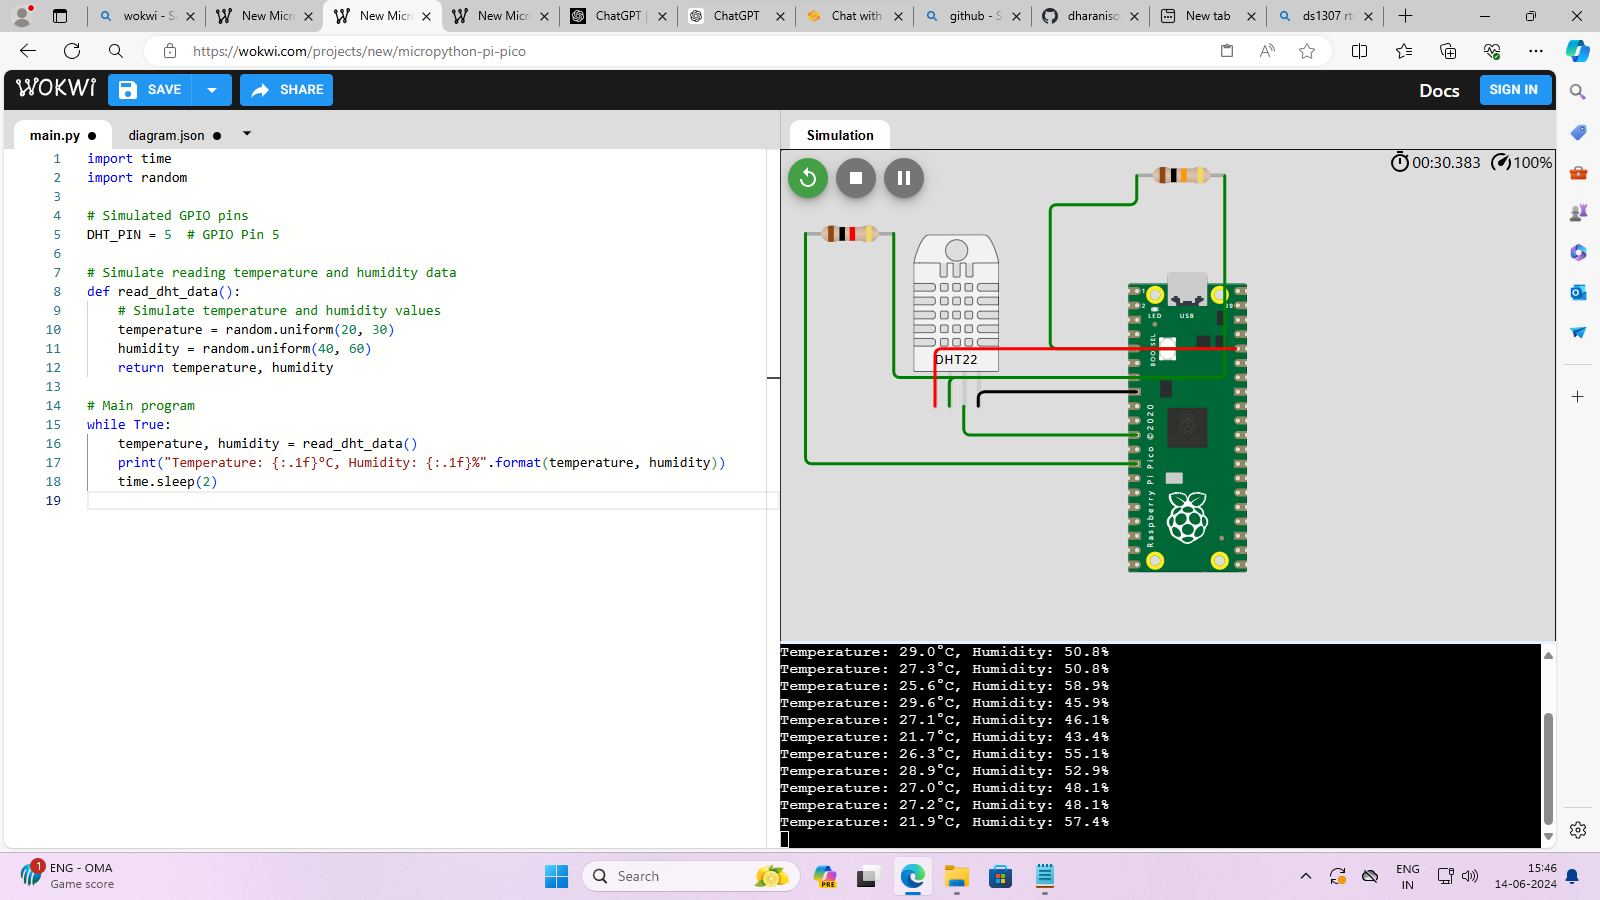 wokwi - S
New Micr
New Micr
New Micr
ChatGPT
ChatGPT
Chat with
github - S
dharaniso
New tab
ds1307 rt
https://wokwi.com/projects/new/micropython-pi-pico
WOKWI
SAVE
SHARE
Docs
SIGN IN
main.py
diagram.json
Simulation
1 import time
2 import random
3
4 # Simulated GPIO pins
5 DHT_PIN = 5  # GPIO Pin 5
6
7 # Simulate reading temperature and humidity data
8 def read_dht_data():
9     # Simulate temperature and humidity values
10     temperature = random.uniform(20, 30)
11     humidity = random.uniform(40, 60)
12     return temperature, humidity
13
14 # Main program
15 while True:
16     temperature, humidity = read_dht_data()
17     print("Temperature: {:.1f}°C, Humidity: {:.1f}%".format(temperature, humidity))
18     time.sleep(2)
19
00:30.383
100%
DHT22
1
2
LED
USB
BOOTSEL
Raspberry Pi Pico ©2020
Temperature: 29.0°C, Humidity: 50.8%
Temperature: 27.3°C, Humidity: 50.8%
Temperature: 25.6°C, Humidity: 58.9%
Temperature: 29.6°C, Humidity: 45.9%
Temperature: 27.1°C, Humidity: 46.1%
Temperature: 21.7°C, Humidity: 43.4%
Temperature: 26.3°C, Humidity: 55.1%
Temperature: 28.9°C, Humidity: 52.9%
Temperature: 27.0°C, Humidity: 48.1%
Temperature: 27.2°C, Humidity: 48.1%
Temperature: 21.9°C, Humidity: 57.4%
1
ENG - OMA
Game score
Search
PRE
ENG
IN
15:46
14-06-2024